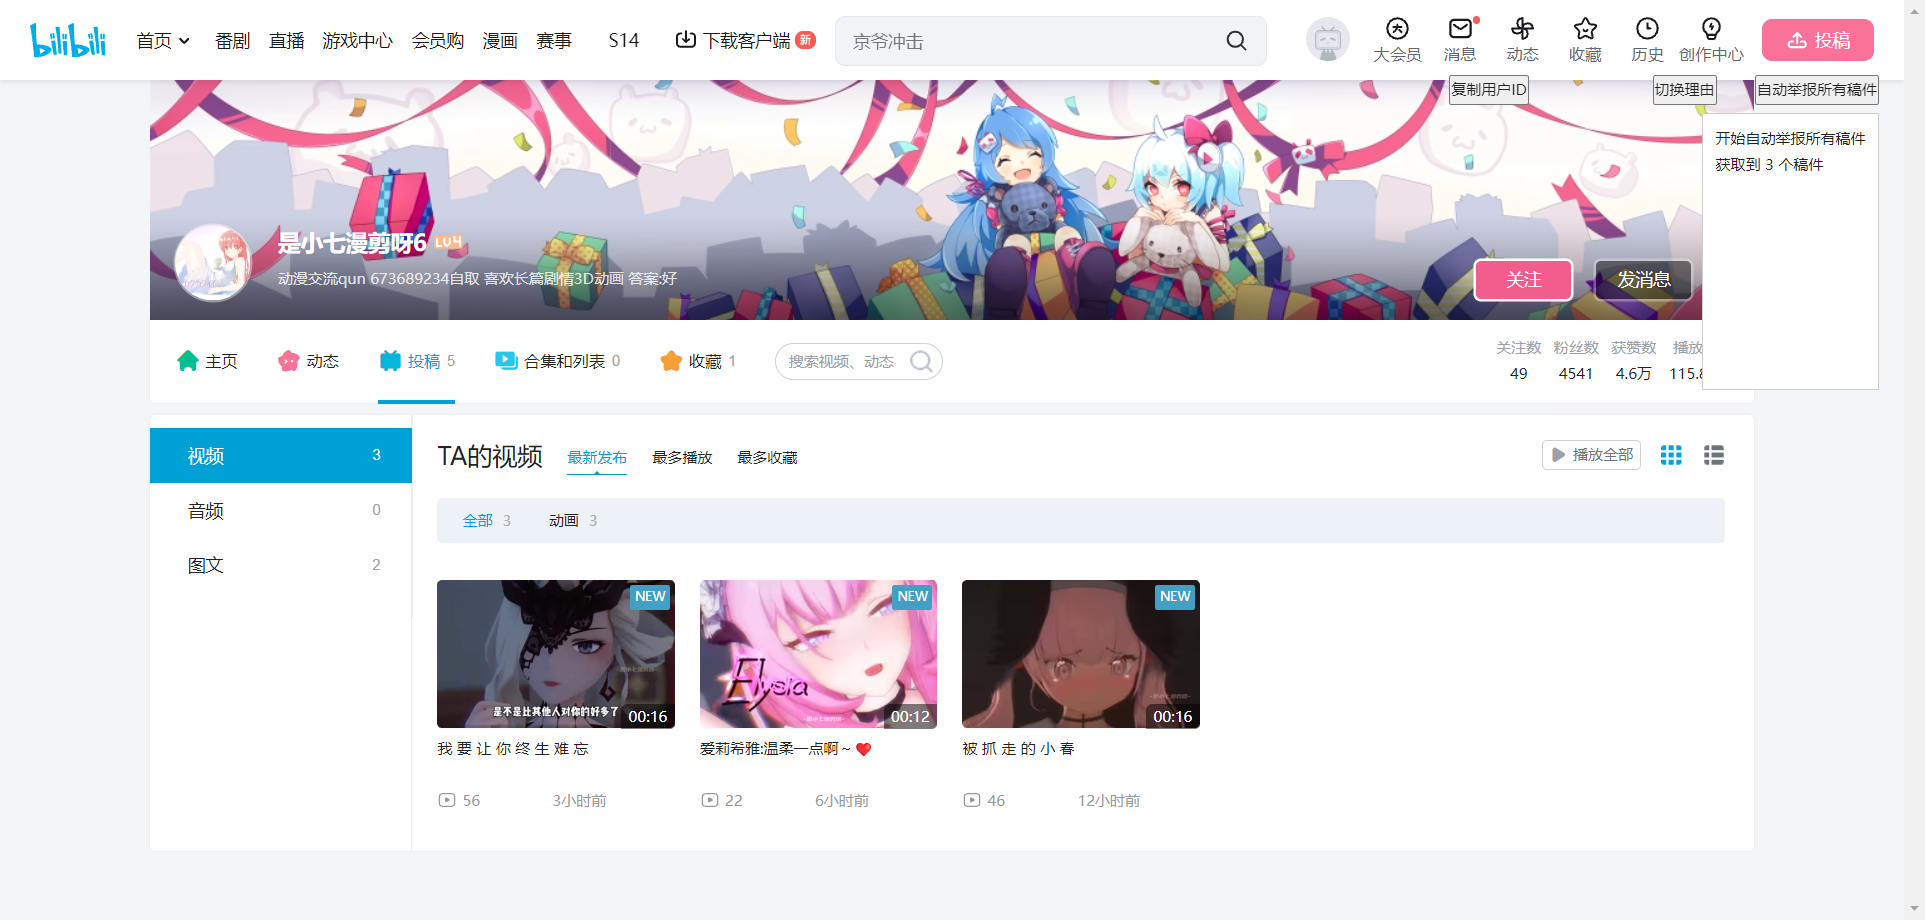 bilibili
首页 番剧 直播 游戏中心 会员购 漫画 赛事 S14 下载客户端 新
京爷冲击
大会员 消息 动态 收藏 历史 创作中心 投稿
复制用户ID 切换理由 自动举报所有稿件
开始自动举报所有稿件
获取到 3 个稿件
是小七漫剪呀6 LV4
动漫交流qun 673689234自取 喜欢长篇剧情3D动画 答案:好
关注 发消息
主页 动态 投稿 5 合集和列表 0 收藏 1 搜索视频、动态
关注数 粉丝数 获赞数 播放
49 4541 4.6万 115.8
视频 3
音频 0
图文 2
TA的视频 最新发布 最多播放 最多收藏 播放全部
全部 3 动画 3
NEW
是不是比其他人对你的好多了
00:16
我 要 让 你 终 生 难 忘
56 3小时前
NEW
Elysia
00:12
爱莉希雅:温柔一点啊～❤️
22 6小时前
NEW
00:16
被 抓 走 的 小 春
46 12小时前